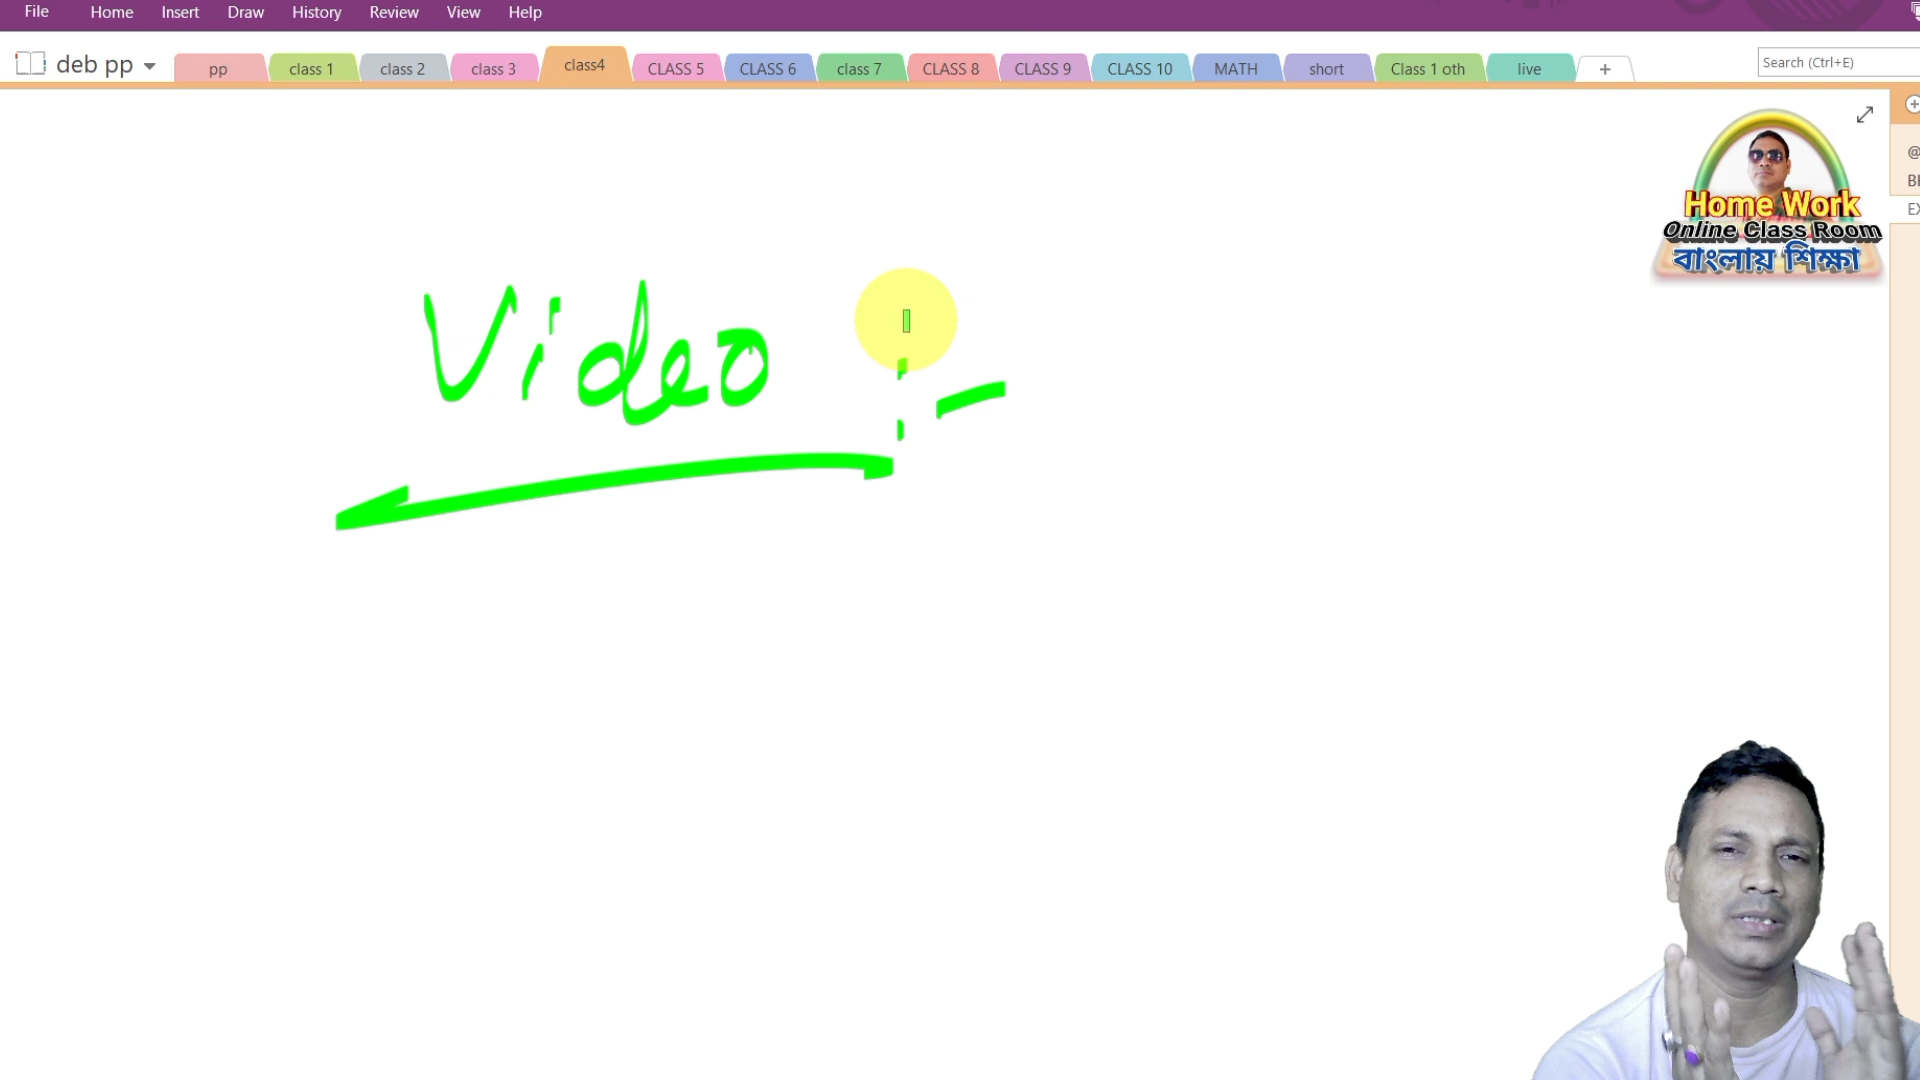 File Home Insert Draw History Review View Help
deb pp pp class 1 class 2 class 3 class4 CLASS 5 CLASS 6 class 7 CLASS 8 CLASS 9 CLASS 10 MATH short Class 1 oth live +
Search (Ctrl+E)
Home Work
Online Class Room
বাংলায় শিক্ষা
Video :-